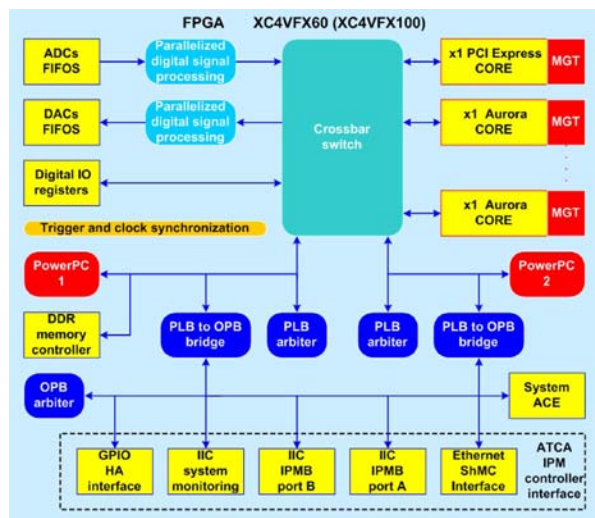 FPGA XC4VFX60 (XC4VFX100)
ADCs
FIFOS
Parallelized
digital signal
processing
x1 PCI Express
CORE
MGT
DACs
FIFOS
Parallelized
digital signal
processing
Crossbar
switch
x1 Aurora
CORE
MGT
Digital IO
registers
x1 Aurora
CORE
MGT
Trigger and clock synchronization
PowerPC
1
PowerPC
2
DDR
memory
controller
PLB to OPB
bridge
PLB
arbiter
PLB
arbiter
PLB to OPB
bridge
OPB
arbiter
System
ACE
GPIO
HA
interface
IIC
system
monitoring
IIC
IPMB
port B
IIC
IPMB
port A
Ethernet
ShMC
Interface
ATCA
IPM
controller
interface